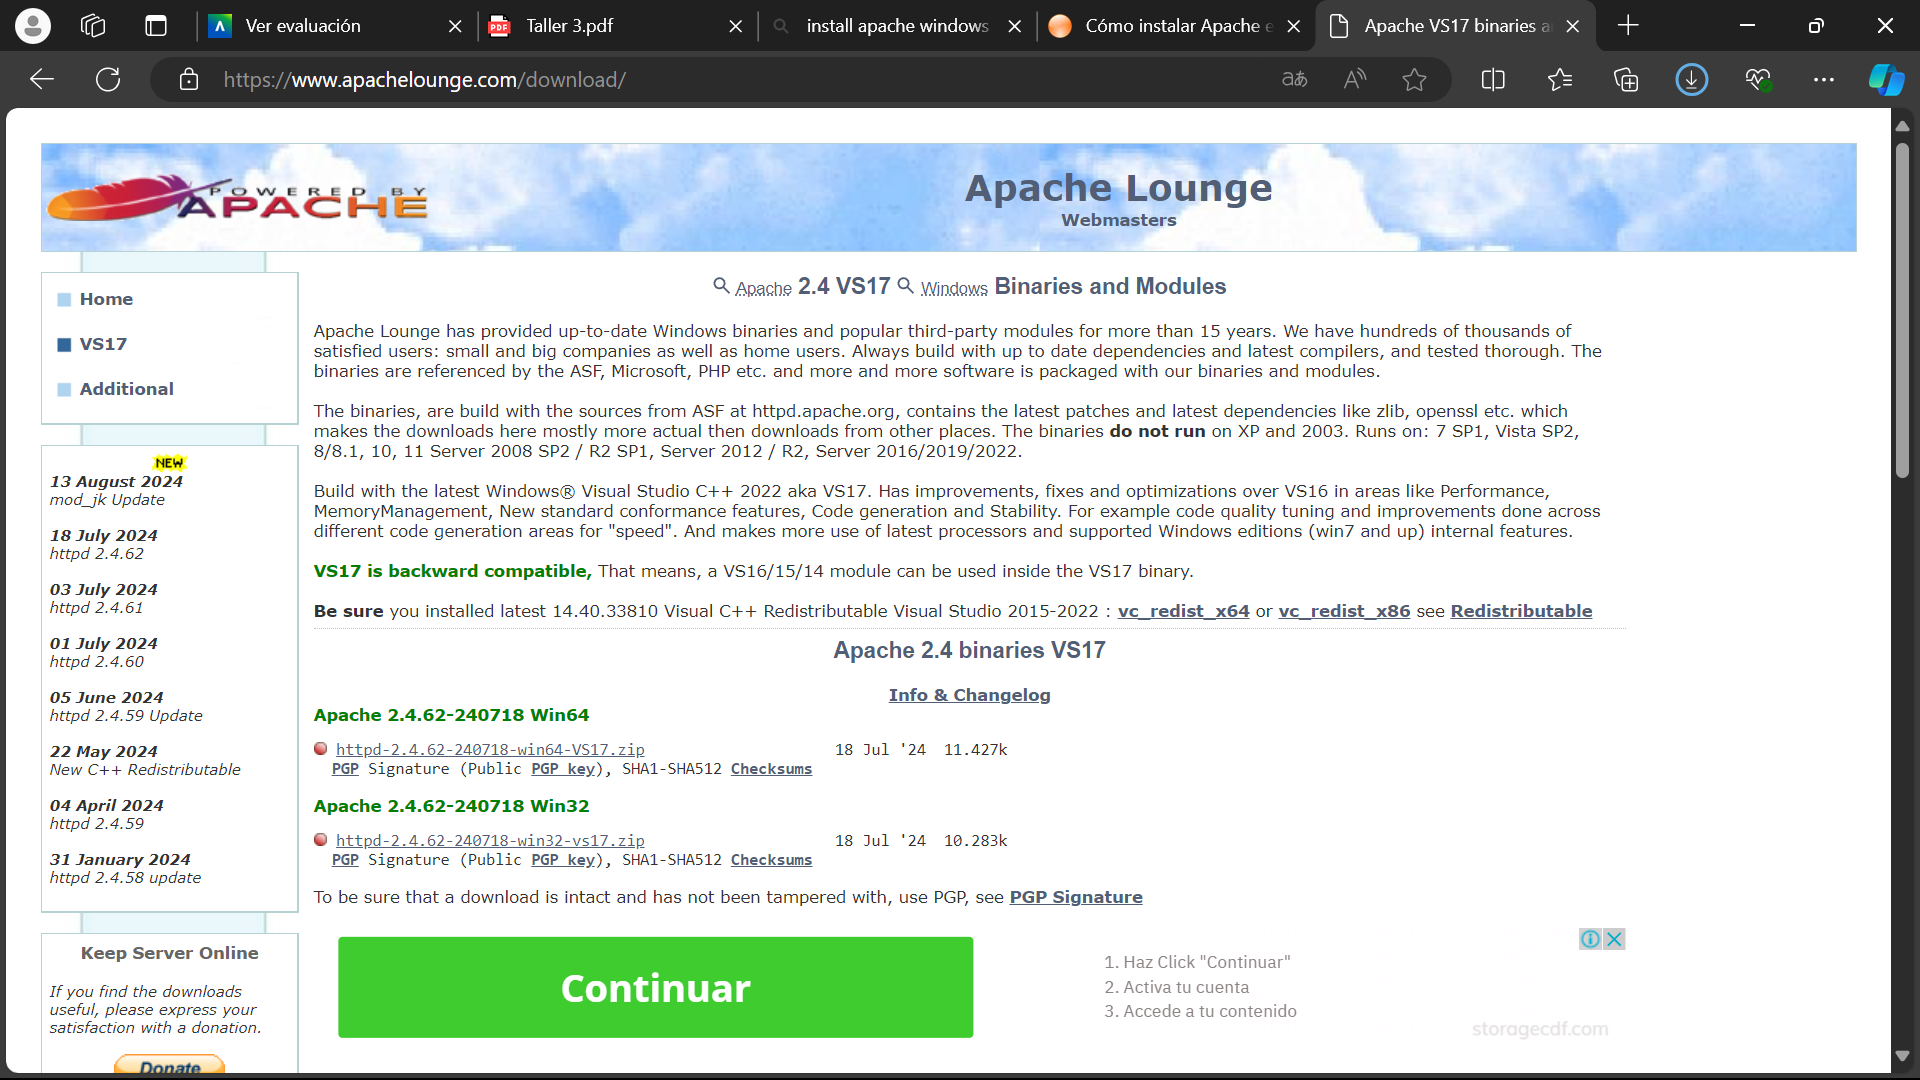 Ver evaluación
Taller 3.pdf
install apache windows
Cómo instalar Apache e
Apache VS17 binaries a
https://www.apachelounge.com/download/
POWERED BY
APACHE
Apache Lounge
Webmasters
Home
VS17
Additional
NEW
13 August 2024
mod_jk Update
18 July 2024
httpd 2.4.62
03 July 2024
httpd 2.4.61
01 July 2024
httpd 2.4.60
05 June 2024
httpd 2.4.59 Update
22 May 2024
New C++ Redistributable
04 April 2024
httpd 2.4.59
31 January 2024
httpd 2.4.58 update
Keep Server Online
If you find the downloads
useful, please express your
satisfaction with a donation.
Donate
Apache 2.4 VS17 Windows Binaries and Modules
Apache Lounge has provided up-to-date Windows binaries and popular third-party modules for more than 15 years. We have hundreds of thousands of
satisfied users: small and big companies as well as home users. Always build with up to date dependencies and latest compilers, and tested thorough. The
binaries are referenced by the ASF, Microsoft, PHP etc. and more and more software is packaged with our binaries and modules.
The binaries, are build with the sources from ASF at httpd.apache.org, contains the latest patches and latest dependencies like zlib, openssl etc. which
makes the downloads here mostly more actual then downloads from other places. The binaries do not run on XP and 2003. Runs on: 7 SP1, Vista SP2,
8/8.1, 10, 11 Server 2008 SP2 / R2 SP1, Server 2012 / R2, Server 2016/2019/2022.
Build with the latest Windows® Visual Studio C++ 2022 aka VS17. Has improvements, fixes and optimizations over VS16 in areas like Performance,
MemoryManagement, New standard conformance features, Code generation and Stability. For example code quality tuning and improvements done across
different code generation areas for "speed". And makes more use of latest processors and supported Windows editions (win7 and up) internal features.
VS17 is backward compatible, That means, a VS16/15/14 module can be used inside the VS17 binary.
Be sure you installed latest 14.40.33810 Visual C++ Redistributable Visual Studio 2015-2022 : vc_redist_x64 or vc_redist_x86 see Redistributable
Apache 2.4 binaries VS17
Info & Changelog
Apache 2.4.62-240718 Win64
httpd-2.4.62-240718-win64-VS17.zip 18 Jul '24 11.427k
PGP Signature (Public PGP key), SHA1-SHA512 Checksums
Apache 2.4.62-240718 Win32
httpd-2.4.62-240718-win32-vs17.zip 18 Jul '24 10.283k
PGP Signature (Public PGP key), SHA1-SHA512 Checksums
To be sure that a download is intact and has not been tampered with, use PGP, see PGP Signature
Continuar
1. Haz Click "Continuar"
2. Activa tu cuenta
3. Accede a tu contenido
storagecdf.com